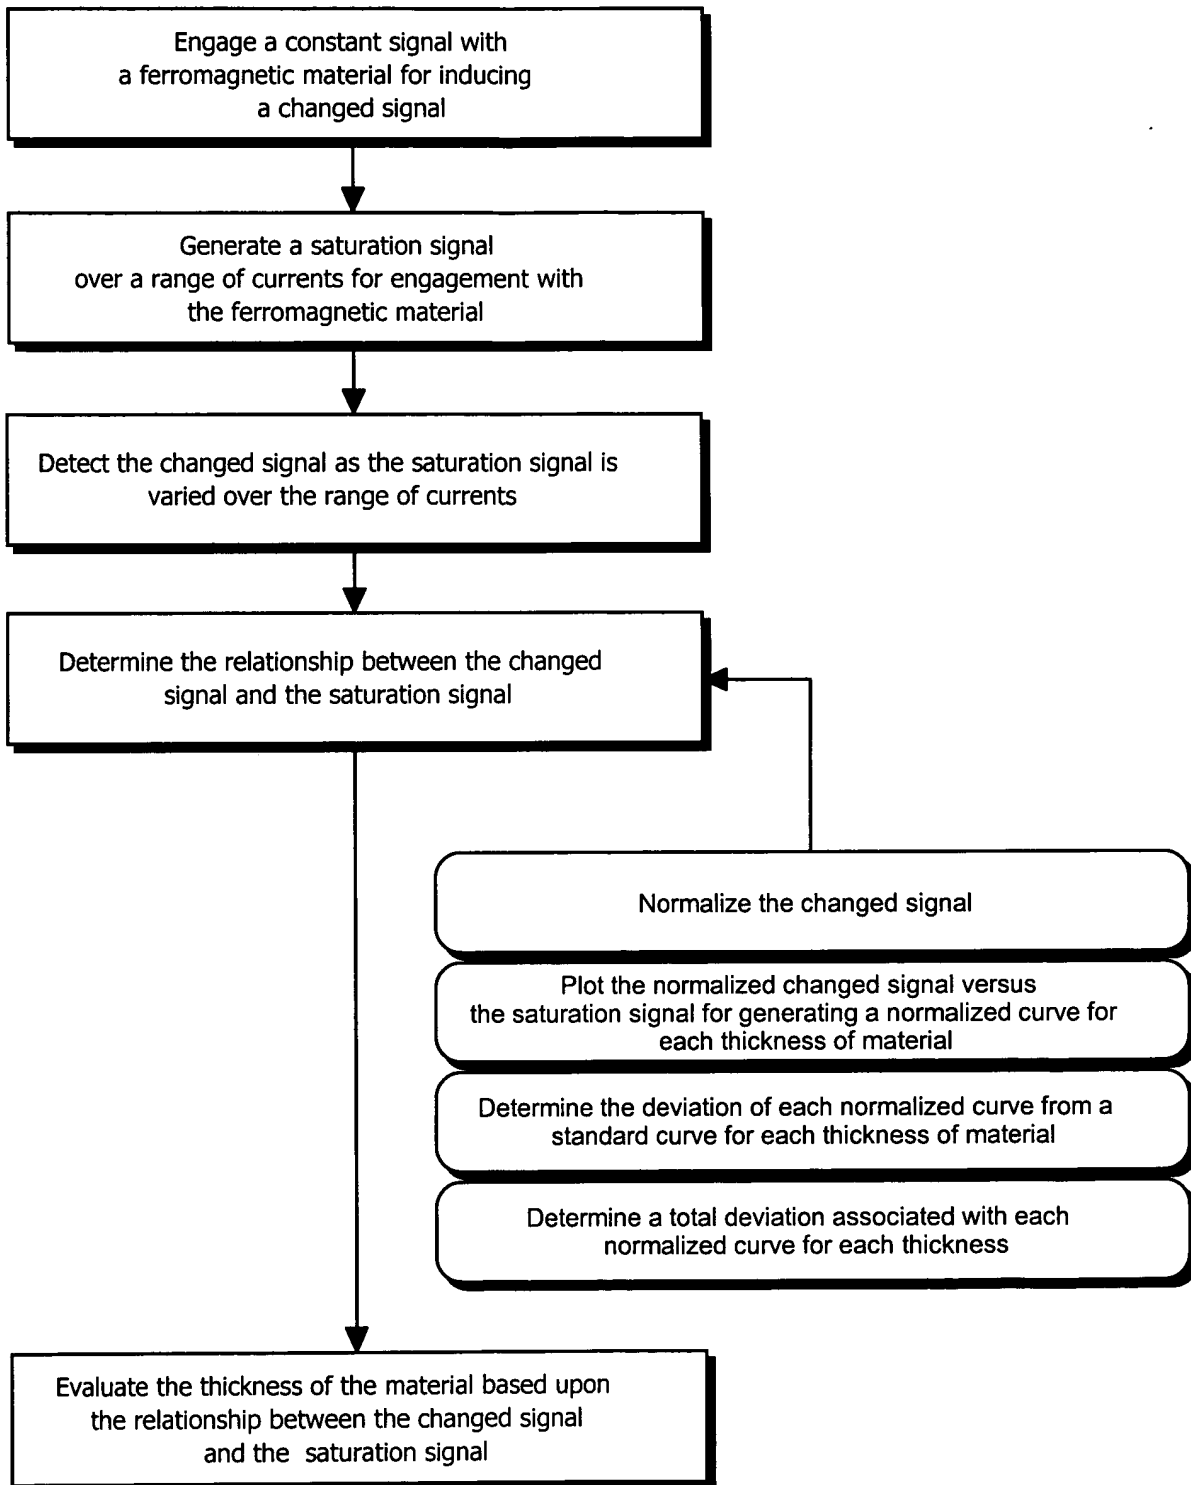 Engage a constant signal with
a ferromagnetic material for inducing
a changed signal
Generate a saturation signal
over a range of currents for engagement with
the ferromagnetic material
Detect the changed signal as the saturation signal is
varied over the range of currents
Determine the relationship between the changed
signal and the saturation signal
Normalize the changed signal
Plot the normalized changed signal versus
the saturation signal for generating a normalized curve for
each thickness of material
Determine the deviation of each normalized curve from a
standard curve for each thickness of material
Determine a total deviation associated with each
normalized curve for each thickness
Evaluate the thickness of the material based upon
the relationship between the changed signal
and the saturation signal